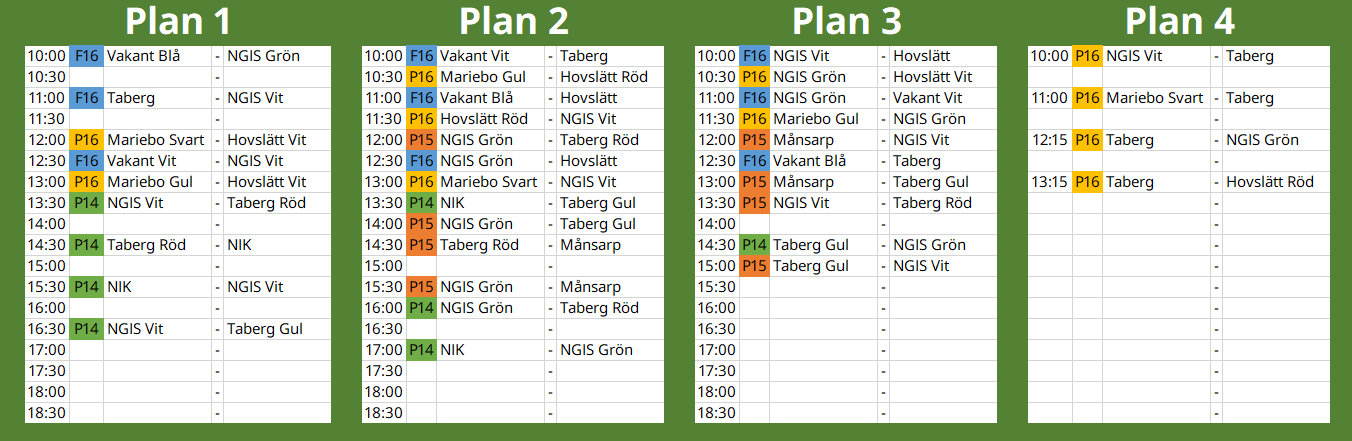 Plan 1
10:00 F16 Vakant Blå - NGIS Grön
10:30 -
11:00 F16 Taberg - NGIS Vit
11:30 -
12:00 P16 Mariebo Svart - Hovslätt Vit
12:30 F16 Vakant Vit - NGIS Vit
13:00 P16 Mariebo Gul - Hovslätt Vit
13:30 P14 NGIS Vit - Taberg Röd
14:00 -
14:30 P14 Taberg Röd - NIK
15:00 -
15:30 P14 NIK - NGIS Vit
16:00 -
16:30 P14 NGIS Vit - Taberg Gul
17:00 -
17:30 -
18:00 -
18:30 -
Plan 2
10:00 F16 Vakant Vit - Taberg
10:30 P16 Mariebo Gul - Hovslätt Röd
11:00 F16 Vakant Blå - Hovslätt
11:30 P16 Hovslätt Röd - NGIS Vit
12:00 P15 NGIS Grön - Taberg Röd
12:30 F16 NGIS Grön - Hovslätt
13:00 P16 Mariebo Svart - NGIS Vit
13:30 P14 NIK - Taberg Gul
14:00 P15 NGIS Grön - Taberg Gul
14:30 P15 Taberg Röd - Månsarp
15:00 -
15:30 P15 NGIS Grön - Månsarp
16:00 P14 NGIS Grön - Taberg Röd
16:30 -
17:00 P14 NIK - NGIS Grön
17:30 -
18:00 -
18:30 -
Plan 3
10:00 F16 NGIS Vit - Hovslätt
10:30 P16 NGIS Grön - Hovslätt Vit
11:00 F16 NGIS Grön - Vakant Vit
11:30 P16 Mariebo Gul - NGIS Grön
12:00 P15 Månsarp - NGIS Vit
12:30 F16 Vakant Blå - Taberg
13:00 P15 Månsarp - Taberg Gul
13:30 P15 NGIS Vit - Taberg Röd
14:00 -
14:30 P14 Taberg Gul - NGIS Grön
15:00 P15 Taberg Gul - NGIS Vit
15:30 -
16:00 -
16:30 -
17:00 -
17:30 -
18:00 -
18:30 -
Plan 4
10:00 P16 NGIS Vit - Taberg
-
11:00 P16 Mariebo Svart - Taberg
-
12:15 P16 Taberg - NGIS Grön
-
13:15 P16 Taberg - Hovslätt Röd
-
-
-
-
-
-
-
-
-
-
-